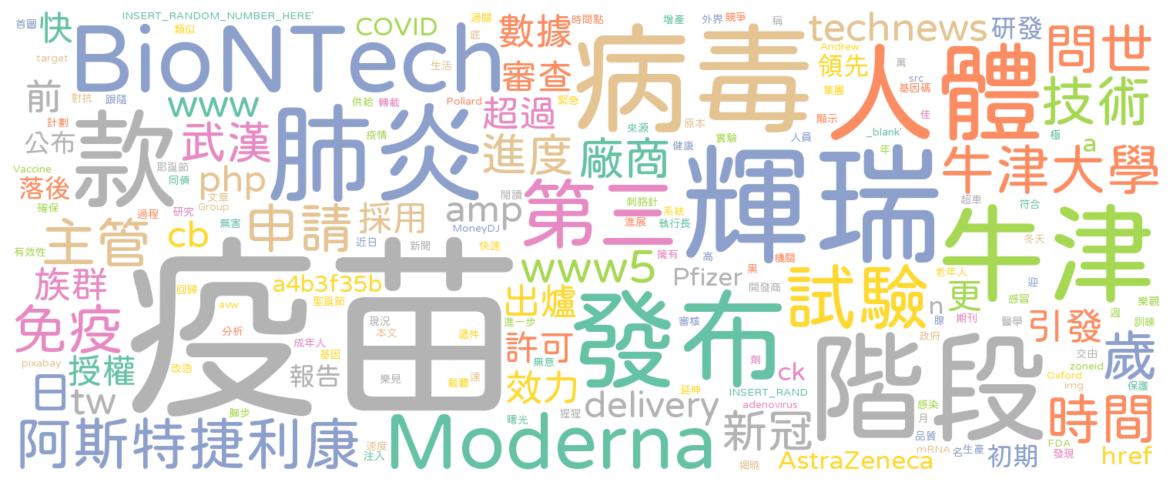 首圖
INSERT_RANDOM_NUMBER_HERE'
類似
過關
底
時間點
增產
外界
競爭
稱
快
BioNTech
COVID
數據
病毒
technews
研發
問世
target
生活
審查
Andrew
領先
人體
萬
src
基因碼
集團
技術
前
對抗
跟隨
www
供給
轉載
Pollard
緊急
超過
計劃
公布
款
武漢
肺炎
疫情
來源
原本
顯示
佳
實驗
人員
_blank'
極
a
年
健康
進度
廠商
輝瑞
牛津大學
Vaccine
耶誕節
同儕
落後
php
文章
Group
閱讀
刺胳針
系統
超車
符合
確保
過程
研究
無害
申請
採用
amp
第三
進展
執行長
牛津
主管
cb
近日
新聞
MoneyDJ
快速
擁有
高
黑
機關
冬天
有效性
族群
疫苗
a4b3f35b
www5
Pfizer
開發商
試驗
老年人
更
迎
樂觀
回歸
聖誕節
avw
出爐
發布
n
感冒
週
免疫
分析
現況
本文
遞件
進一步
審核
腺
期刊
醫學
訓練
成年人
許可
無意
劑
階段
政府
引發
pixabay
授權
改造
基因
報告
樂見
載體
達
效力
延伸
ck
交由
zoneid
歲
日
tw
腳步
曙光
猩猩
delivery
INSERT_RAND
adenovirus
感染
月
Oxford
img
保護
阿斯特捷利康
速度
注入
Moderna
新冠
揭曉
品質
mRNA
名
生產
FDA
發現
時間
AstraZeneca
初期
href